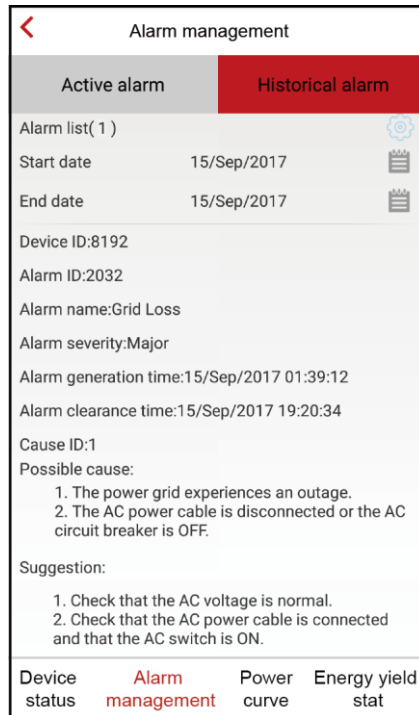 Alarm management
Active alarm
Historical alarm
Alarm list( 1 )
Start date 15/Sep/2017
End date 15/Sep/2017
Device ID:8192
Alarm ID:2032
Alarm name:Grid Loss
Alarm severity:Major
Alarm generation time:15/Sep/2017 01:39:12
Alarm clearance time:15/Sep/2017 19:20:34
Cause ID:1
Possible cause:
1. The power grid experiences an outage.
2. The AC power cable is disconnected or the AC
circuit breaker is OFF.
Suggestion:
1. Check that the AC voltage is normal.
2. Check that the AC power cable is connected
and that the AC switch is ON.
Device
status
Alarm
management
Power
curve
Energy yield
stat